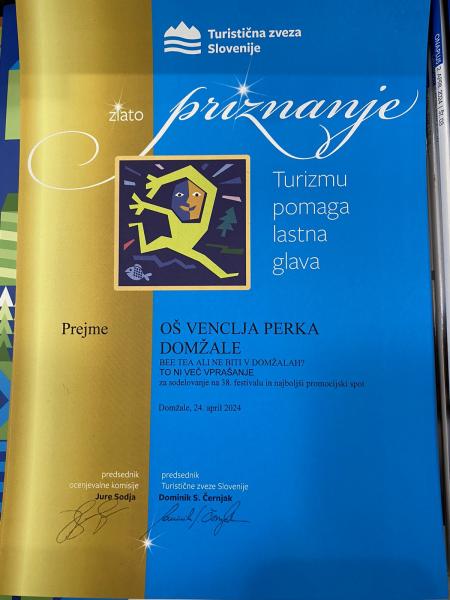 Turistična zveza
Slovenije
zlato
priznanje
Turizmu
pomaga
lastna
glava
Prejme
OŠ VENCLJA PERKA
DOMŽALE
BEE TEA ALI NE BITI V DOMŽALAH?
TO NI VEČ VPRAŠANJE
za sodelovanje na 38. festivalu in najboljši promocijski spot
Domžale, 24. april 2024
predsednik
ocenjevalne komisije
Jure Sodja
predsednik
Turistične zveze Slovenije
Dominik S. Černjak